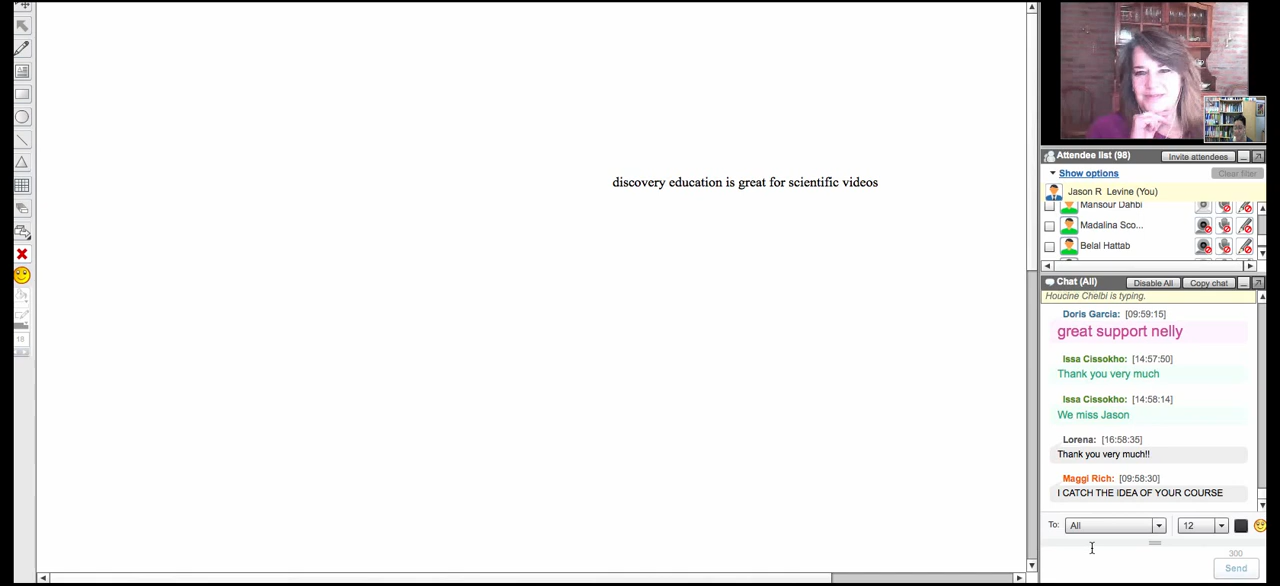 discovery education is great for scientific videos
Attendee list (98)
Invite attendees
Show options
Clear filter
Jason R Levine (You)
Mansour Dahbi
Madalina Sco...
Belal Hattab
Chat (All)
Disable All
Copy chat
Houcine Chelbi is typing.
Doris Garcia: [09:59:15]
great support nelly
Issa Cissokho: [14:57:50]
Thank you very much
Issa Cissokho: [14:58:14]
We miss Jason
Lorena: [16:58:35]
Thank you very much!!
Maggi Rich: [09:58:30]
I CATCH THE IDEA OF YOUR COURSE
To: All 12
300
Send
18